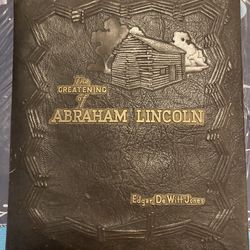 The
GREATENING
of
ABRAHAM LINCOLN
Edgar DeWitt Jones